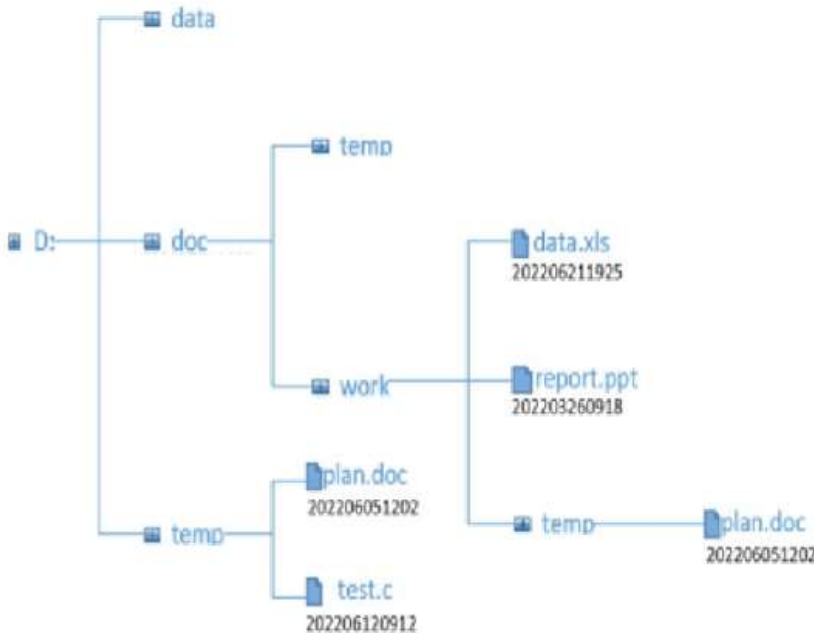 data
temp
D:
doc
data.xls
202206211925
work
report.ppt
202203260918
plan.doc
202206051202
temp
temp
plan.doc
202206051202
test.c
202206120912